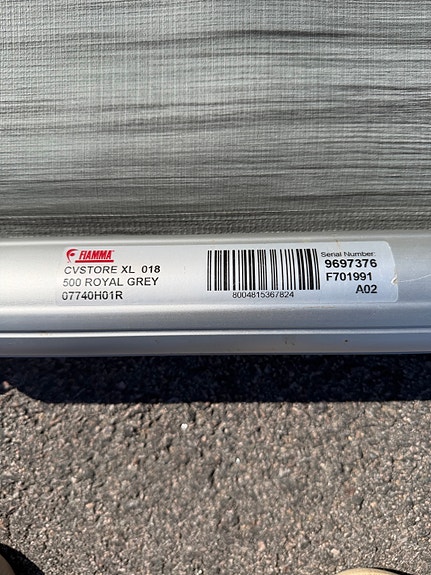 FIAMMA
CVSTORE XL 018
500 ROYAL GREY
07740H01R
8004815367824
Serial Number:
9697376
F701991
A02